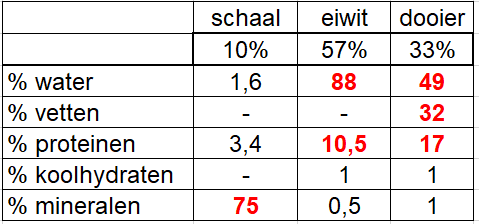 schaal eiwit dooier
10% 57% 33%
% water 1,6 88 49
% vetten - - 32
% proteinen 3,4 10,5 17
% koolhydraten - 1 1
% mineralen 75 0,5 1